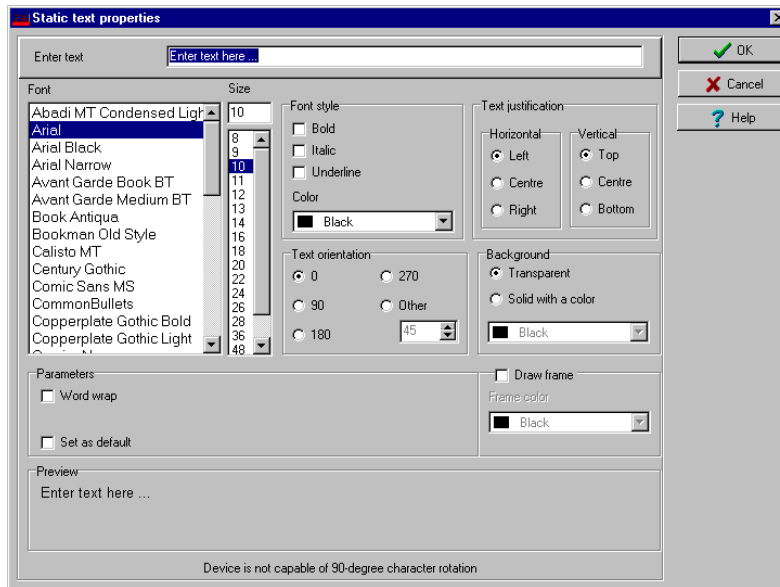 Static text properties
Enter text
Enter text here ...
OK
Cancel
Help
Font
Abadi MT Condensed Ligh
Arial
Arial Black
Arial Narrow
Avant Garde Book BT
Avant Garde Medium BT
Book Antiqua
Bookman Old Style
Calisto MT
Century Gothic
Comic Sans MS
CommonBullets
Copperplate Gothic Bold
Copperplate Gothic Light
Size
10
8
9
10
11
12
13
14
16
18
20
22
24
26
28
36
48
Font style
Bold
Italic
Underline
Color
Black
Text justification
Horizontal
Left
Centre
Right
Vertical
Top
Centre
Bottom
Text orientation
0
90
180
270
Other
45
Background
Transparent
Solid with a color
Black
Parameters
Word wrap
Set as default
Draw frame
Frame color
Black
Preview
Enter text here ...
Device is not capable of 90-degree character rotation